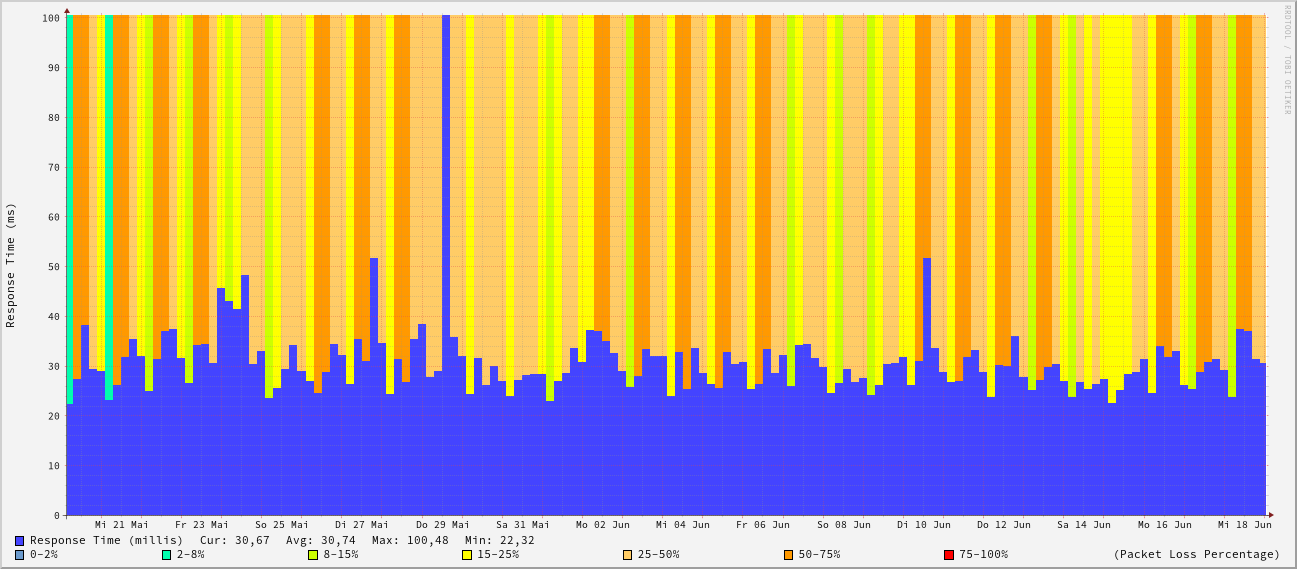 RRDTOOL / TOBI OETIKER
Response Time (ms)
100
90
80
70
60
50
40
30
20
10
0
Mi 21 Mai Fr 23 Mai So 25 Mai Di 27 Mai Do 29 Mai Sa 31 Mai Mo 02 Jun Mi 04 Jun Fr 06 Jun So 08 Jun Di 10 Jun Do 12 Jun Sa 14 Jun Mo 16 Jun Mi 18 Jun
Response Time (millis) Cur: 30,67 Avg: 30,74 Max: 100,48 Min: 22,32
0-2% 2-8% 8-15% 15-25% 25-50% 50-75% 75-100% (Packet Loss Percentage)